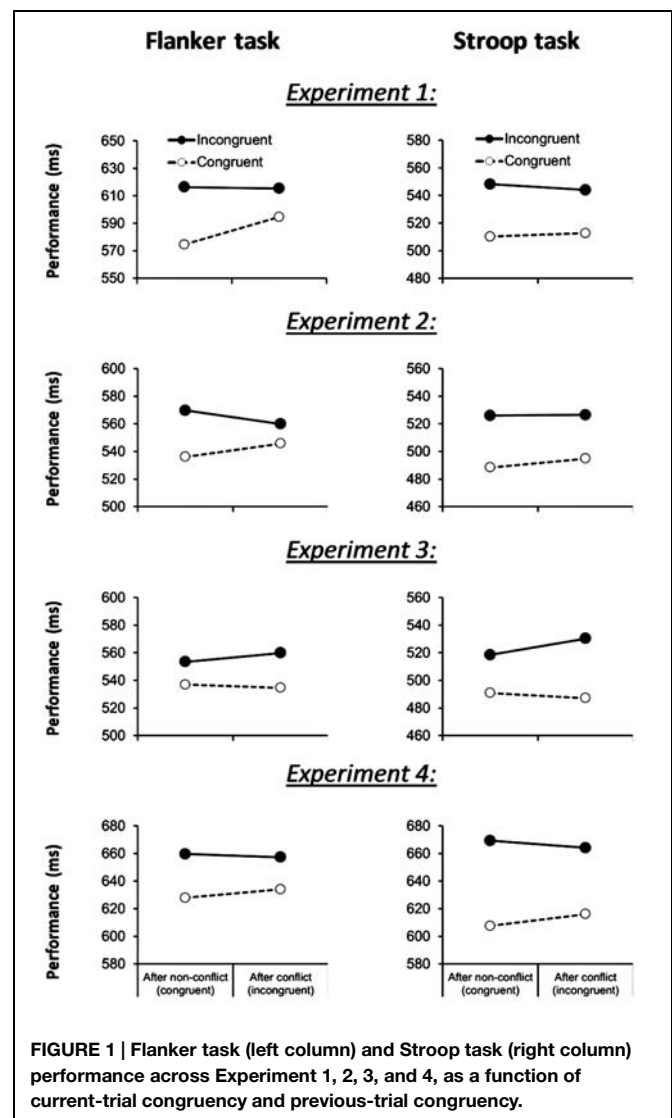 Flanker task Stroop task
Experiment 1:
Performance (ms)
650
630
610
590
570
550
Incongruent
Congruent
580
560
540
520
500
480
Incongruent
Congruent
Experiment 2:
Performance (ms)
600
580
560
540
520
500
560
540
520
500
480
460
Experiment 3:
Performance (ms)
600
580
560
540
520
500
560
540
520
500
480
460
Experiment 4:
Performance (ms)
680
660
640
620
600
580
After non-conflict After conflict
(congruent) (incongruent)
680
660
640
620
600
580
After non-conflict After conflict
(congruent) (incongruent)
FIGURE 1 | Flanker task (left column) and Stroop task (right column)
performance across Experiment 1, 2, 3, and 4, as a function of
current-trial congruency and previous-trial congruency.